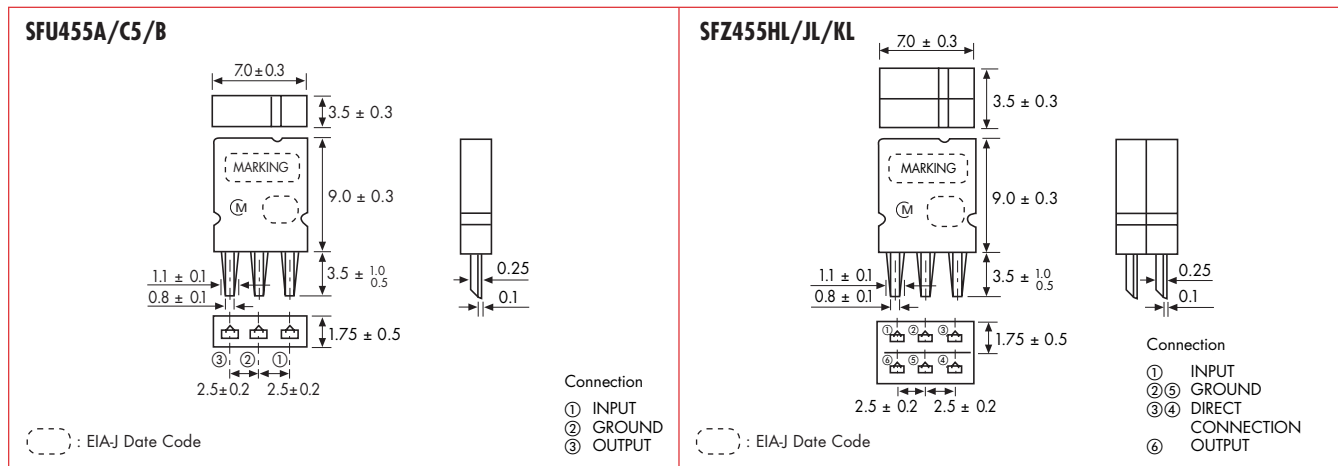 SFU455A/C5/B
7.0 ± 0.3
3.5 ± 0.3
MARKING
M
9.0 ± 0.3
1.1 ± 0.1
0.8 ± 0.1
3.5 ± 1.0 0.5
0.25
0.1
1.75 ± 0.5
③ ② ①
2.5 ± 0.2 2.5 ± 0.2
Connection
① INPUT
② GROUND
③ OUTPUT
: EIA-J Date Code
SFZ455HL/JL/KL
7.0 ± 0.3
3.5 ± 0.3
MARKING
M
9.0 ± 0.3
1.1 ± 0.1
0.8 ± 0.1
3.5 ± 1.0 0.5
0.25
0.1
① ② ③
⑥ ⑤ ④
1.75 ± 0.5
2.5 ± 0.2 2.5 ± 0.2
Connection
① INPUT
②⑤ GROUND
③④ DIRECT
CONNECTION
⑥ OUTPUT
: EIA-J Date Code